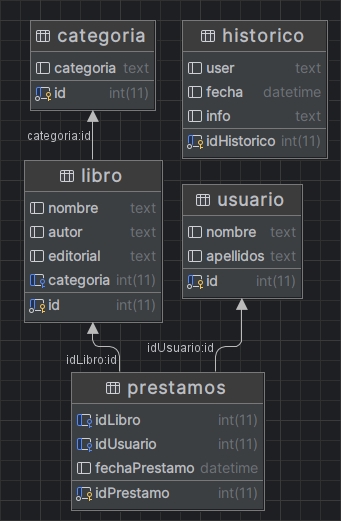 categoria
categoria text
id int(11)
historico
user text
fecha datetime
info text
idHistorico int(11)
categoria:id
libro
nombre text
autor text
editorial text
categoria int(11)
id int(11)
usuario
nombre text
apellidos text
id int(11)
idLibro:id
idUsuario:id
prestamos
idLibro int(11)
idUsuario int(11)
fechaPrestamo datetime
idPrestamo int(11)